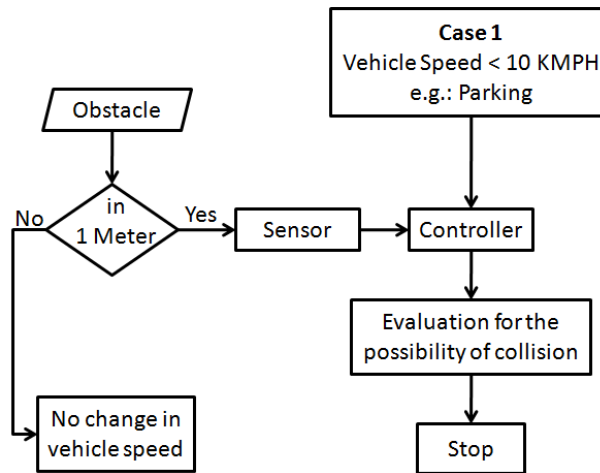 Case 1
Vehicle Speed < 10 KMPH
e.g.: Parking
Obstacle
in
1 Meter
No
Yes
Sensor
Controller
Evaluation for the
possibility of collision
No change in
vehicle speed
Stop